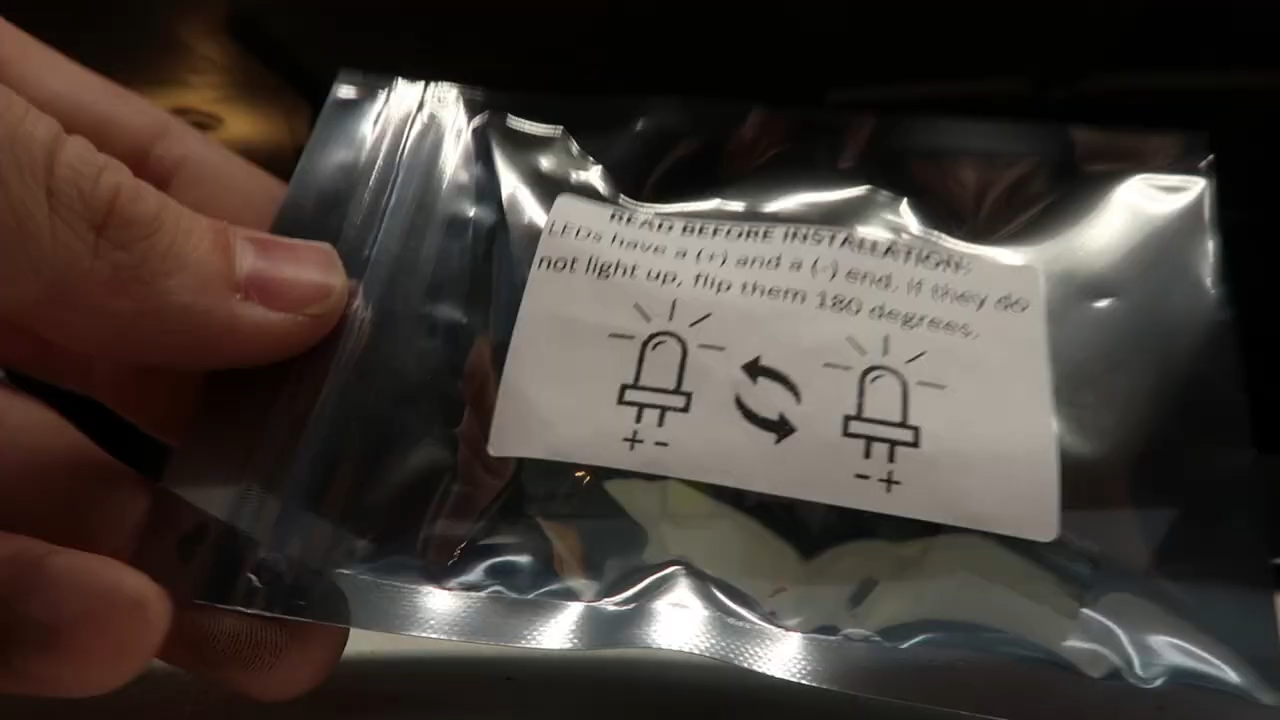 READ BEFORE INSTALLATION:
LEDs have a (+) and a (-) end, if they do
not light up, flip them 180 degrees.
+ -
- +